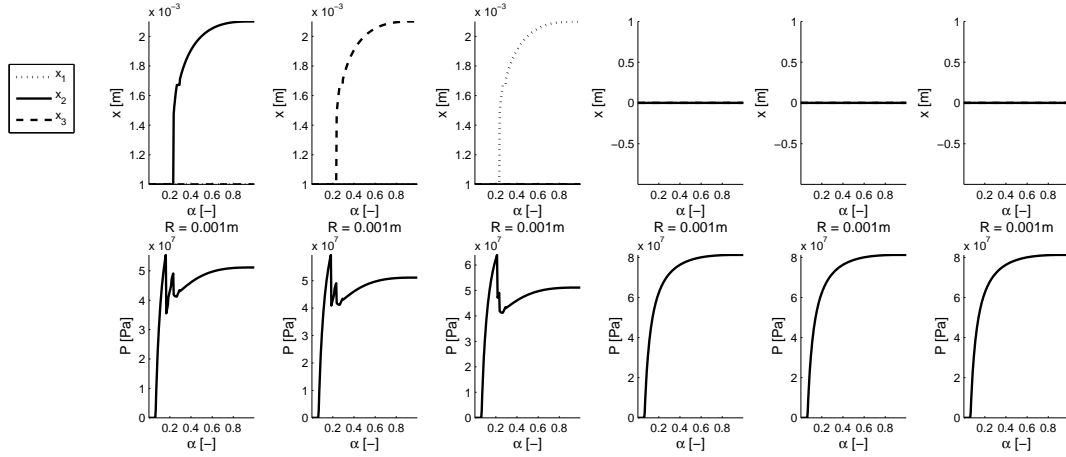 x 10⁻³ x 10⁻³ x 10⁻³
x₁
x₂
x₃
x [m]
2
1.8
1.6
1.4
1.2
1
0.2 0.4 0.6 0.8
α [−]
x [m]
2
1.8
1.6
1.4
1.2
1
0.2 0.4 0.6 0.8
α [−]
x [m]
2
1.8
1.6
1.4
1.2
1
0.2 0.4 0.6 0.8
α [−]
x [m]
1
0.5
0
−0.5
−1
0.2 0.4 0.6 0.8
α [−]
x [m]
1
0.5
0
−0.5
−1
0.2 0.4 0.6 0.8
α [−]
x [m]
1
0.5
0
−0.5
−1
0.2 0.4 0.6 0.8
α [−]
R = 0.001m
x 10⁷
P [Pa]
5
4
3
2
1
0
0.2 0.4 0.6 0.8
α [−]
R = 0.001m
x 10⁷
P [Pa]
5
4
3
2
1
0
0.2 0.4 0.6 0.8
α [−]
R = 0.001m
x 10⁷
P [Pa]
6
5
4
3
2
1
0
0.2 0.4 0.6 0.8
α [−]
R = 0.001m
x 10⁷
P [Pa]
8
6
4
2
0
0.2 0.4 0.6 0.8
α [−]
R = 0.001m
x 10⁷
P [Pa]
8
6
4
2
0
0.2 0.4 0.6 0.8
α [−]
R = 0.001m
x 10⁷
P [Pa]
8
6
4
2
0
0.2 0.4 0.6 0.8
α [−]